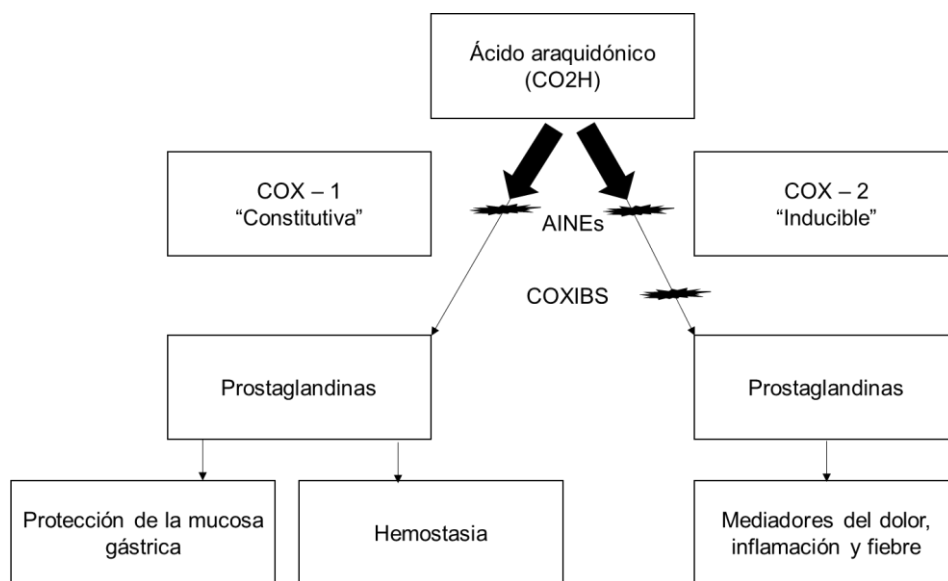 Ácido araquidónico
(CO2H)
COX – 1
“Constitutiva”
COX – 2
“Inducible”
AINEs
COXIBS
Prostaglandinas
Prostaglandinas
Protección de la mucosa
gástrica
Hemostasia
Mediadores del dolor,
inflamación y fiebre